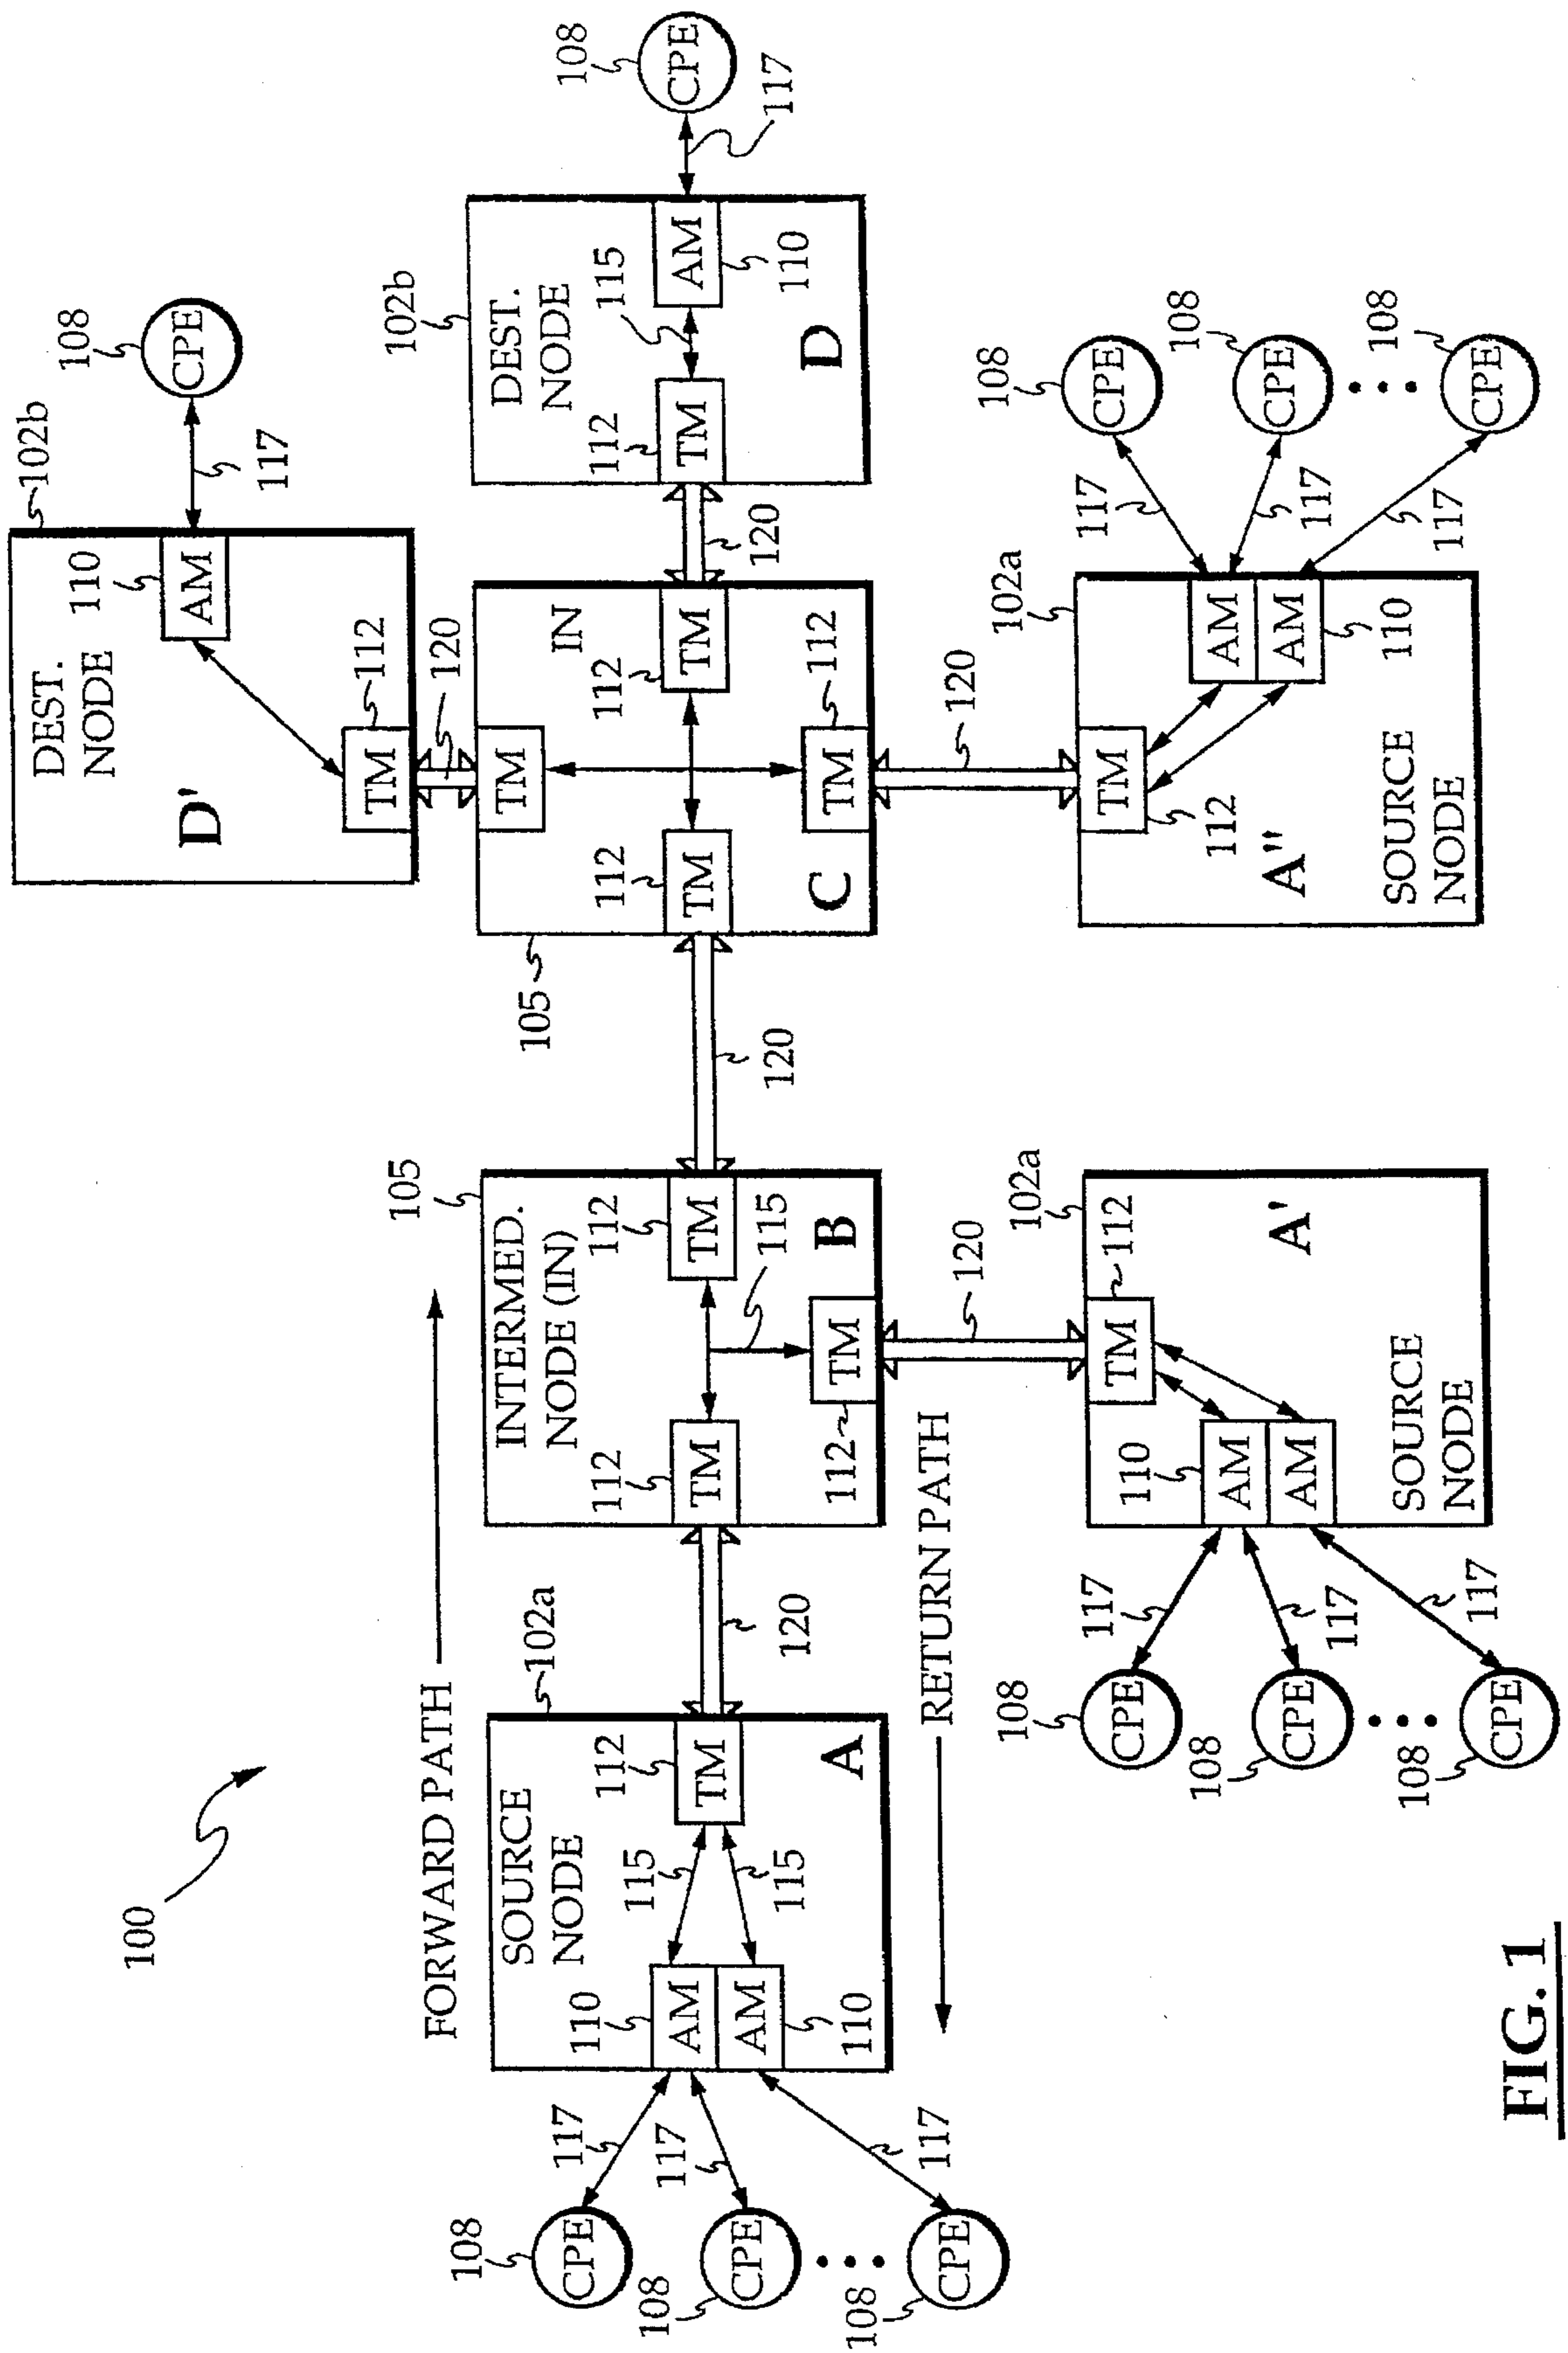 100
FORWARD PATH
RETURN PATH
108
CPE
108
CPE
108
CPE
117
117
117
102a
SOURCE
NODE
110
AM
AM
110
115
115
112
TM
A
120
105
INTERMED.
NODE (IN)
112
TM
112
TM
115
112
TM
B
120
120
102a
112
TM
110
AM
AM
A'
SOURCE
NODE
117
117
117
108
CPE
108
CPE
108
CPE
105
IN
112
TM
112
TM
TM
112
TM
C
120
102b
DEST.
NODE
D'
112
TM
110
AM
117
108
CPE
120
102b
DEST.
NODE
112
TM
115
AM
110
D
117
108
CPE
120
102a
TM
112
AM
AM
110
A"
SOURCE
NODE
117
117
117
108
CPE
108
CPE
108
CPE
FIG. 1